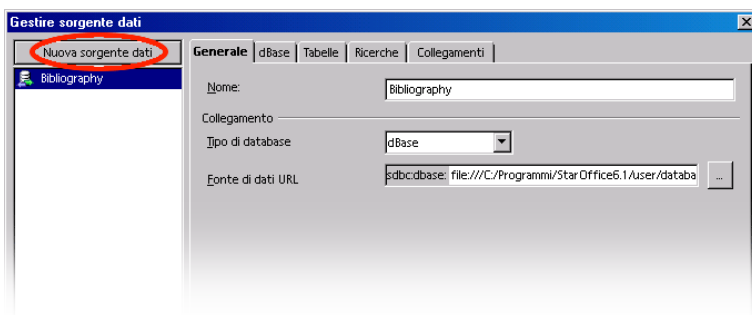 Gestire sorgente dati
Nuova sorgente dati
Bibliography
Generale dBase Tabelle Ricerche Collegamenti
Nome: Bibliography
Collegamento
Tipo di database dBase
Fonte di dati URL sdbc:dbase: file:///C:/Programmi/StarOffice6.1/user/databa ...